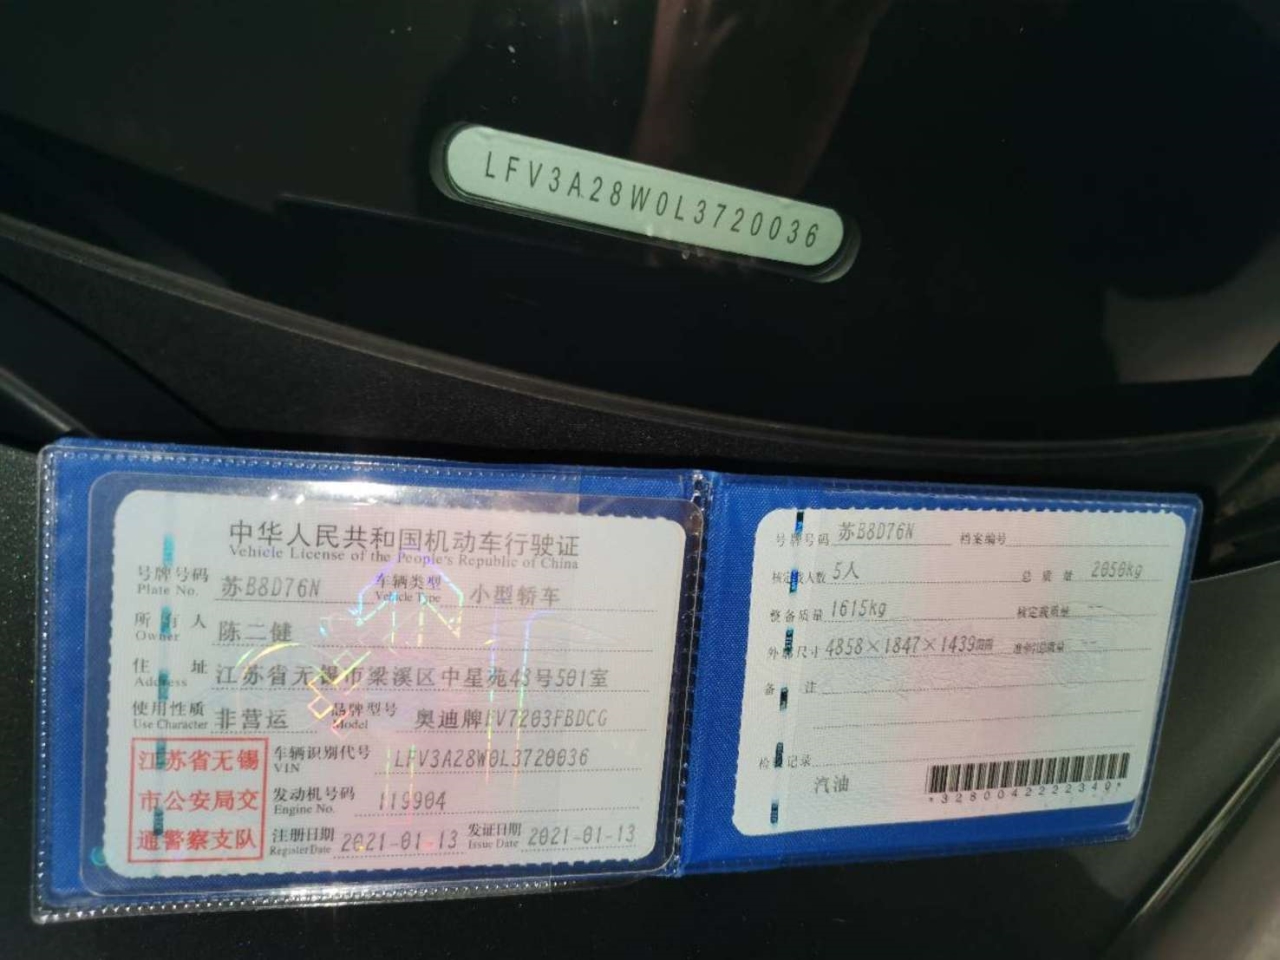 LFV3A28W0L3720036
中华人民共和国机动车行驶证
Vehicle License of the People's Republic of China
号牌号码 苏B8D76N 车辆类型 小型轿车
Plate No. Vehicle Type
所有人 陈二健
Owner
住址 江苏省无锡市梁溪区中星苑43号501室
Address
使用性质 非营运 品牌型号 奥迪牌FV7203FBDCG
Use Character Model
江苏省无锡
市公安局交
通警察支队
车辆识别代号 LFV3A28W0L3720036
VIN
发动机号码 119904
Engine No.
注册日期 2021-01-13 发证日期 2021-01-13
Register Date Issue Date
号牌号码 苏B8D76N 档案编号
核定载人数 5人 总质量 2050kg
整备质量 1615kg 核定载质量 --
外廓尺寸 4858×1847×1439mm 准牵引总质量 --
备注
检验记录
汽油
*3280042222349*